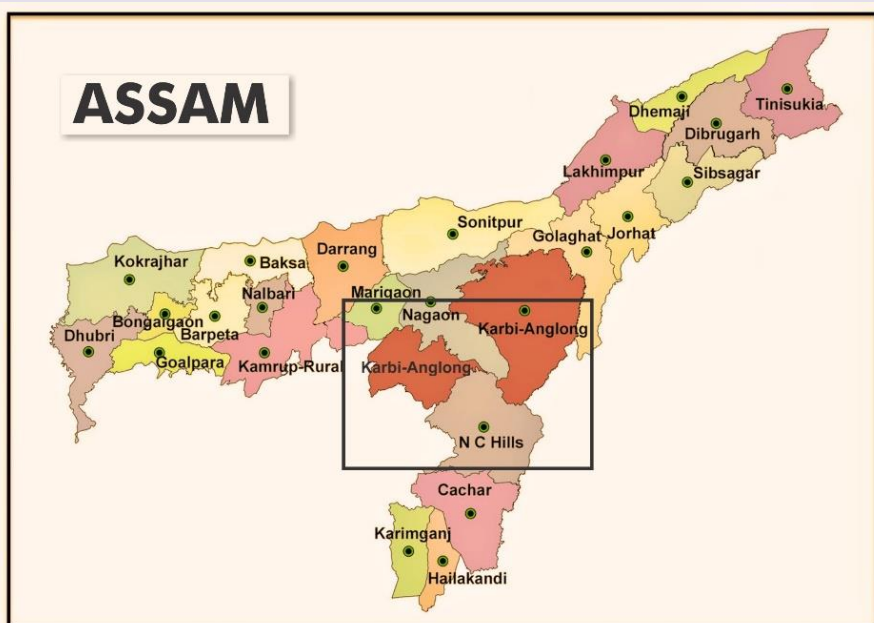 ASSAM
Dhemaji
Tinisukia
Dibrugarh
Lakhimpur
Sibsagar
Sonitpur
Golaghat
Jorhat
Darrang
Kokrajhar
Baksa
Nalbari
Marigaon
Nagaon
Karbi-Anglong
Bongaigaon
Barpeta
Dhubri
Goalpara
Kamrup-Rural
Karbi-Anglong
N C Hills
Cachar
Karimganj
Hailakandi